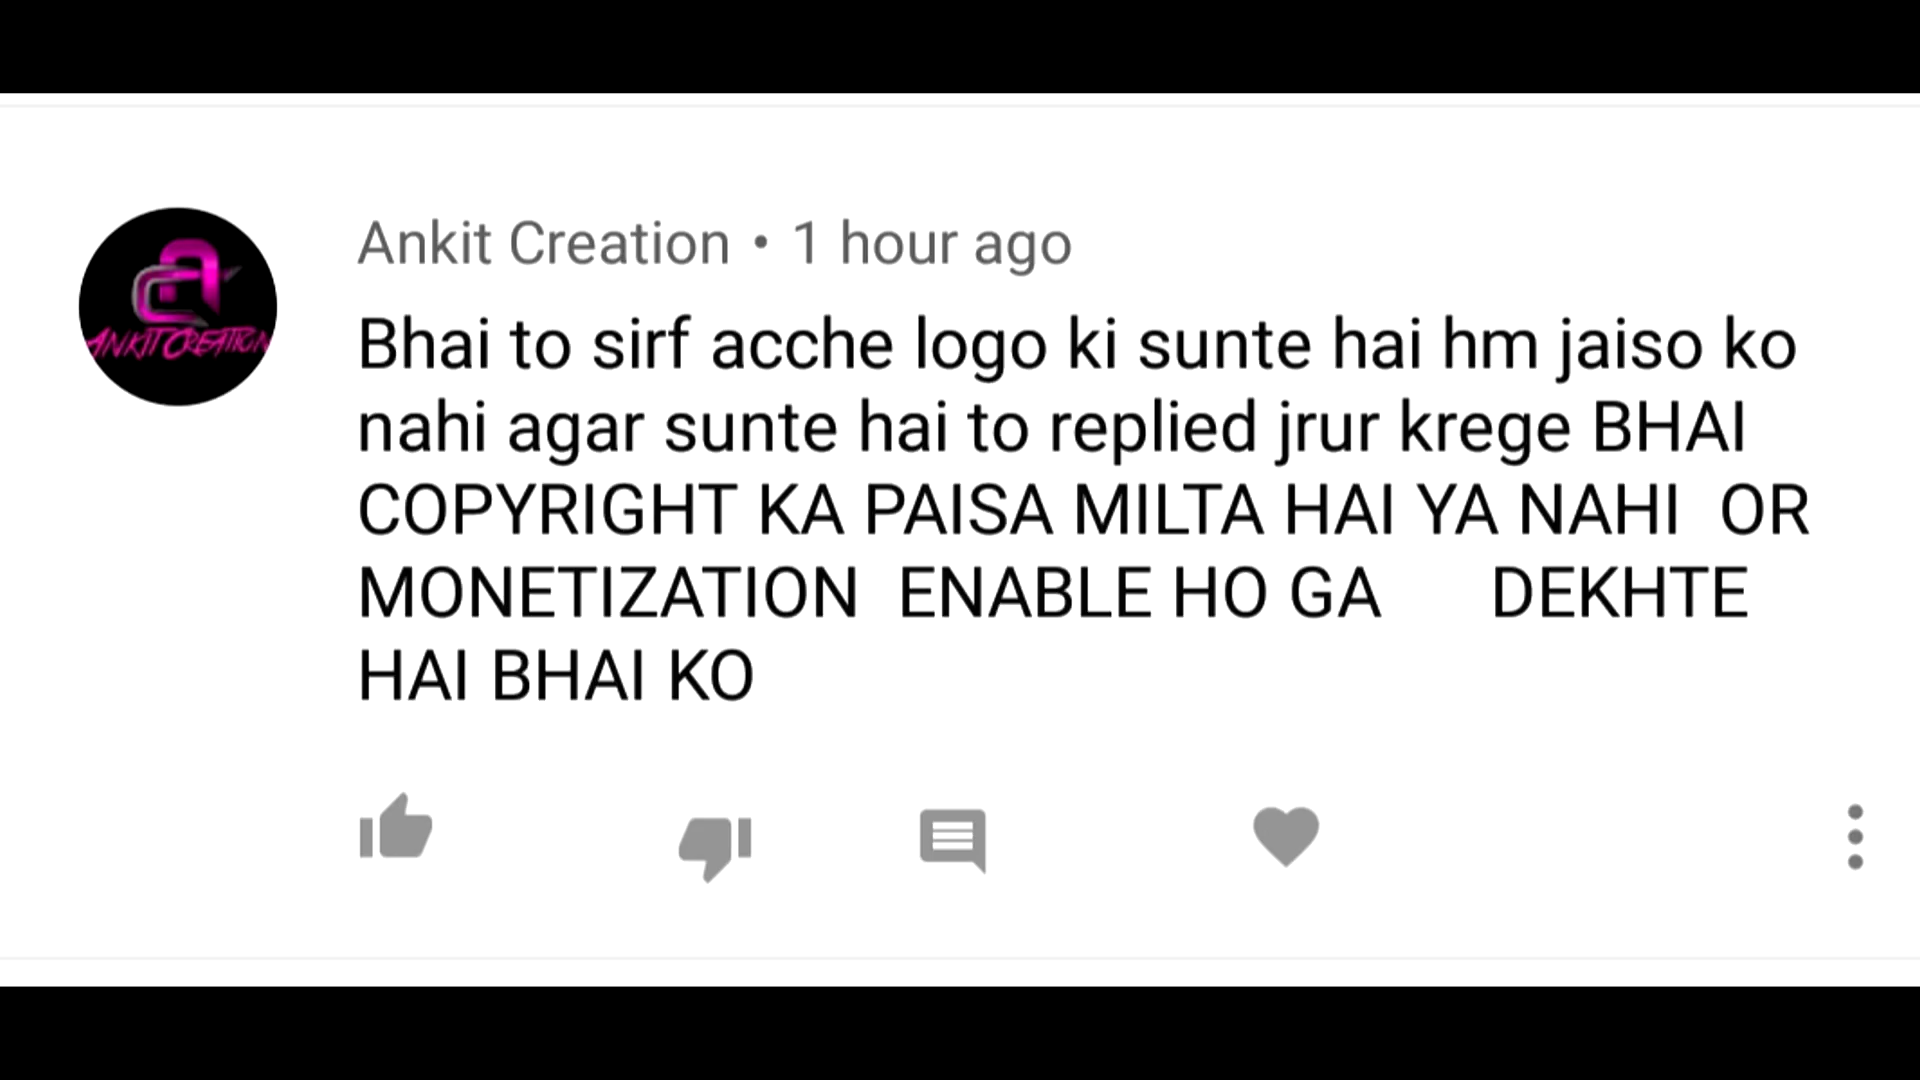 Ankit Creation • 1 hour ago
ANKIT CREATION
Bhai to sirf acche logo ki sunte hai hm jaiso ko
nahi agar sunte hai to replied jrur krege BHAI
COPYRIGHT KA PAISA MILTA HAI YA NAHI  OR
MONETIZATION  ENABLE HO GA      DEKHTE
HAI BHAI KO